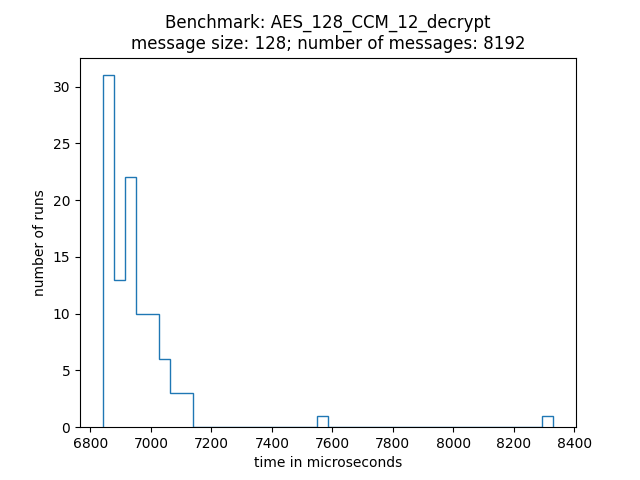 Benchmark: AES_128_CCM_12_decrypt
message size: 128; number of messages: 8192
30
25
20
15
10
5
0
number of runs
6800 7000 7200 7400 7600 7800 8000 8200 8400
time in microseconds